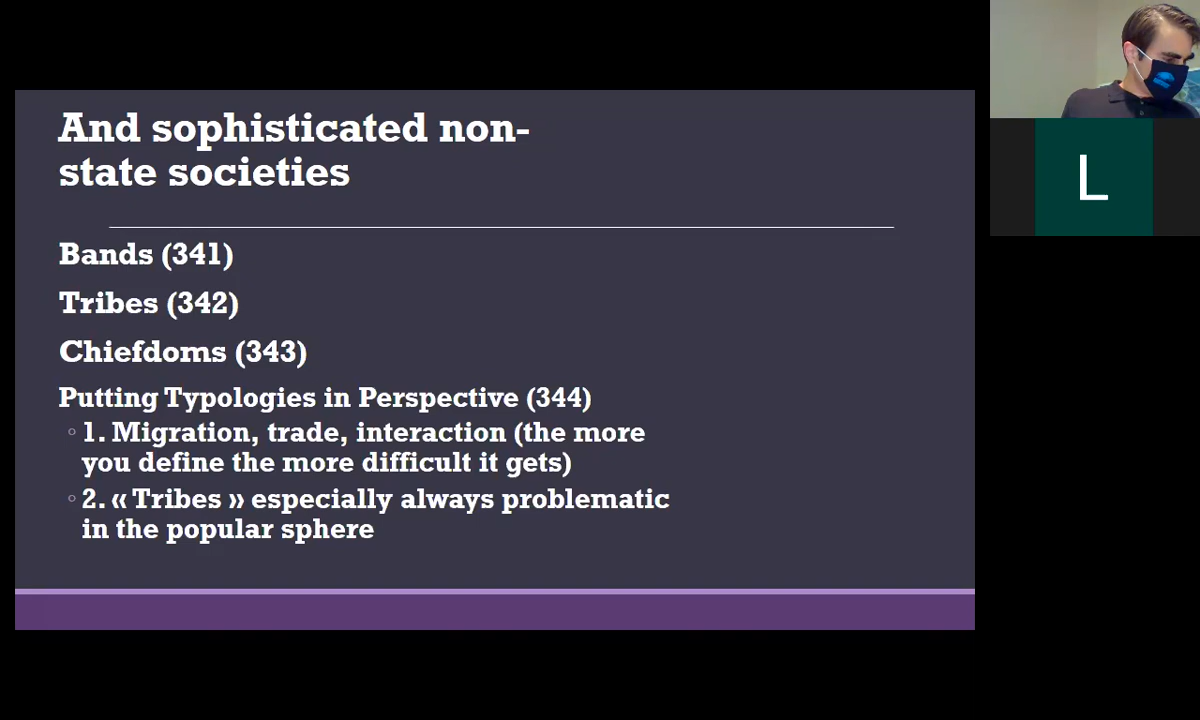 And sophisticated non-
state societies
Bands (341)
Tribes (342)
Chiefdoms (343)
Putting Typologies in Perspective (344)
1. Migration, trade, interaction (the more
you define the more difficult it gets)
2. « Tribes » especially always problematic
in the popular sphere
L